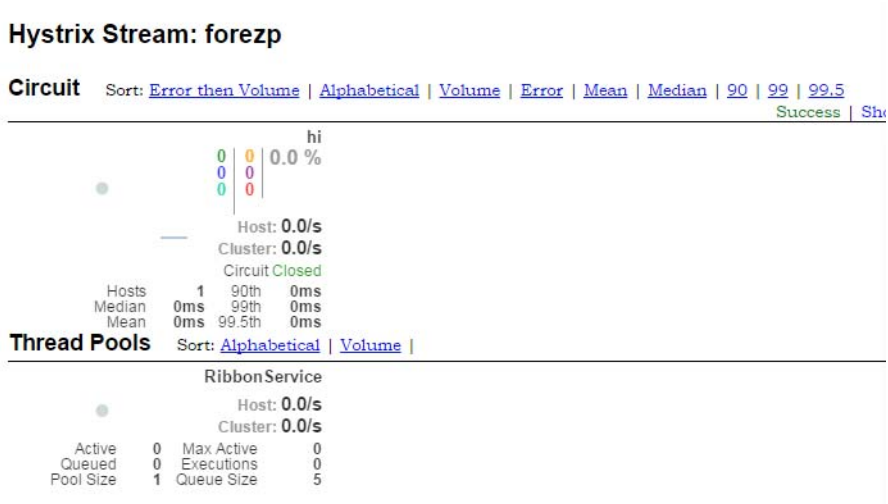 Hystrix Stream: forezp
Circuit Sort: Error then Volume | Alphabetical | Volume | Error | Mean | Median | 90 | 99 | 99.5
Success |
hi
0 | 0 | 0.0 %
0 | 0
0 | 0
Host: 0.0/s
Cluster: 0.0/s
Circuit Closed
Hosts 1 90th 0ms
Median 0ms 99th 0ms
Mean 0ms 99.5th 0ms
Thread Pools Sort: Alphabetical | Volume |
RibbonService
Host: 0.0/s
Cluster: 0.0/s
Active 0 Max Active 0
Queued 0 Executions 0
Pool Size 1 Queue Size 5